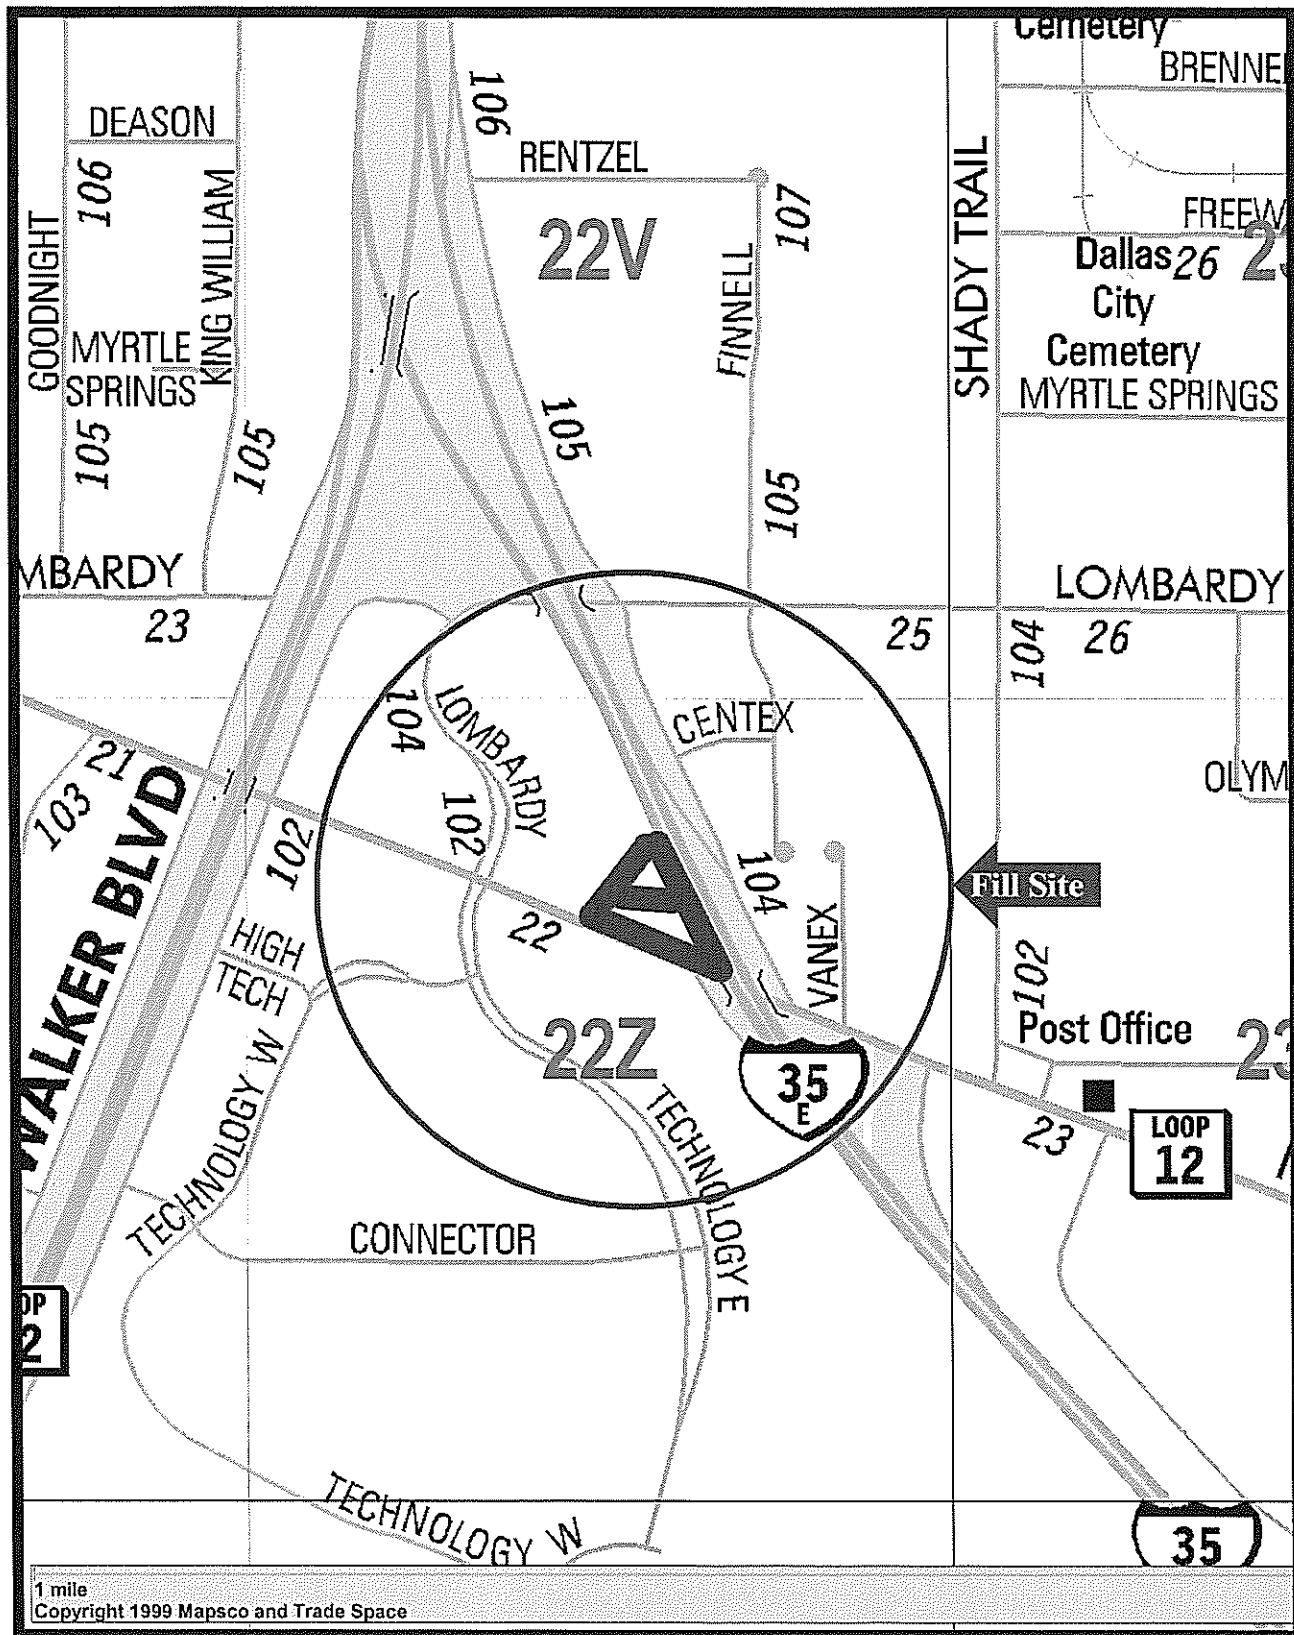 Cemetery
BRENNE
106
DEASON
RENTZEL
106
KING WILLIAM
SHADY TRAIL
107
GOODNIGHT
FREEW
22V
FINNELL
Dallas 26
City
Cemetery
MYRTLE
SPRINGS
MYRTLE SPRINGS
105
105
105
105
MBARDY
LOMBARDY
23
25
104
26
104
LOMBARDY
CENTEX
21
103
102
102
OLYM
WALKER BLVD
104
Fill Site
22
VANEX
HIGH
TECH
102
22Z
Post Office
35
E
TECHNOLOGY W
TECHNOLOGY E
23
LOOP
12
CONNECTOR
OP
2
TECHNOLOGY W
35
1 mile
Copyright 1999 Mapsco and Trade Space